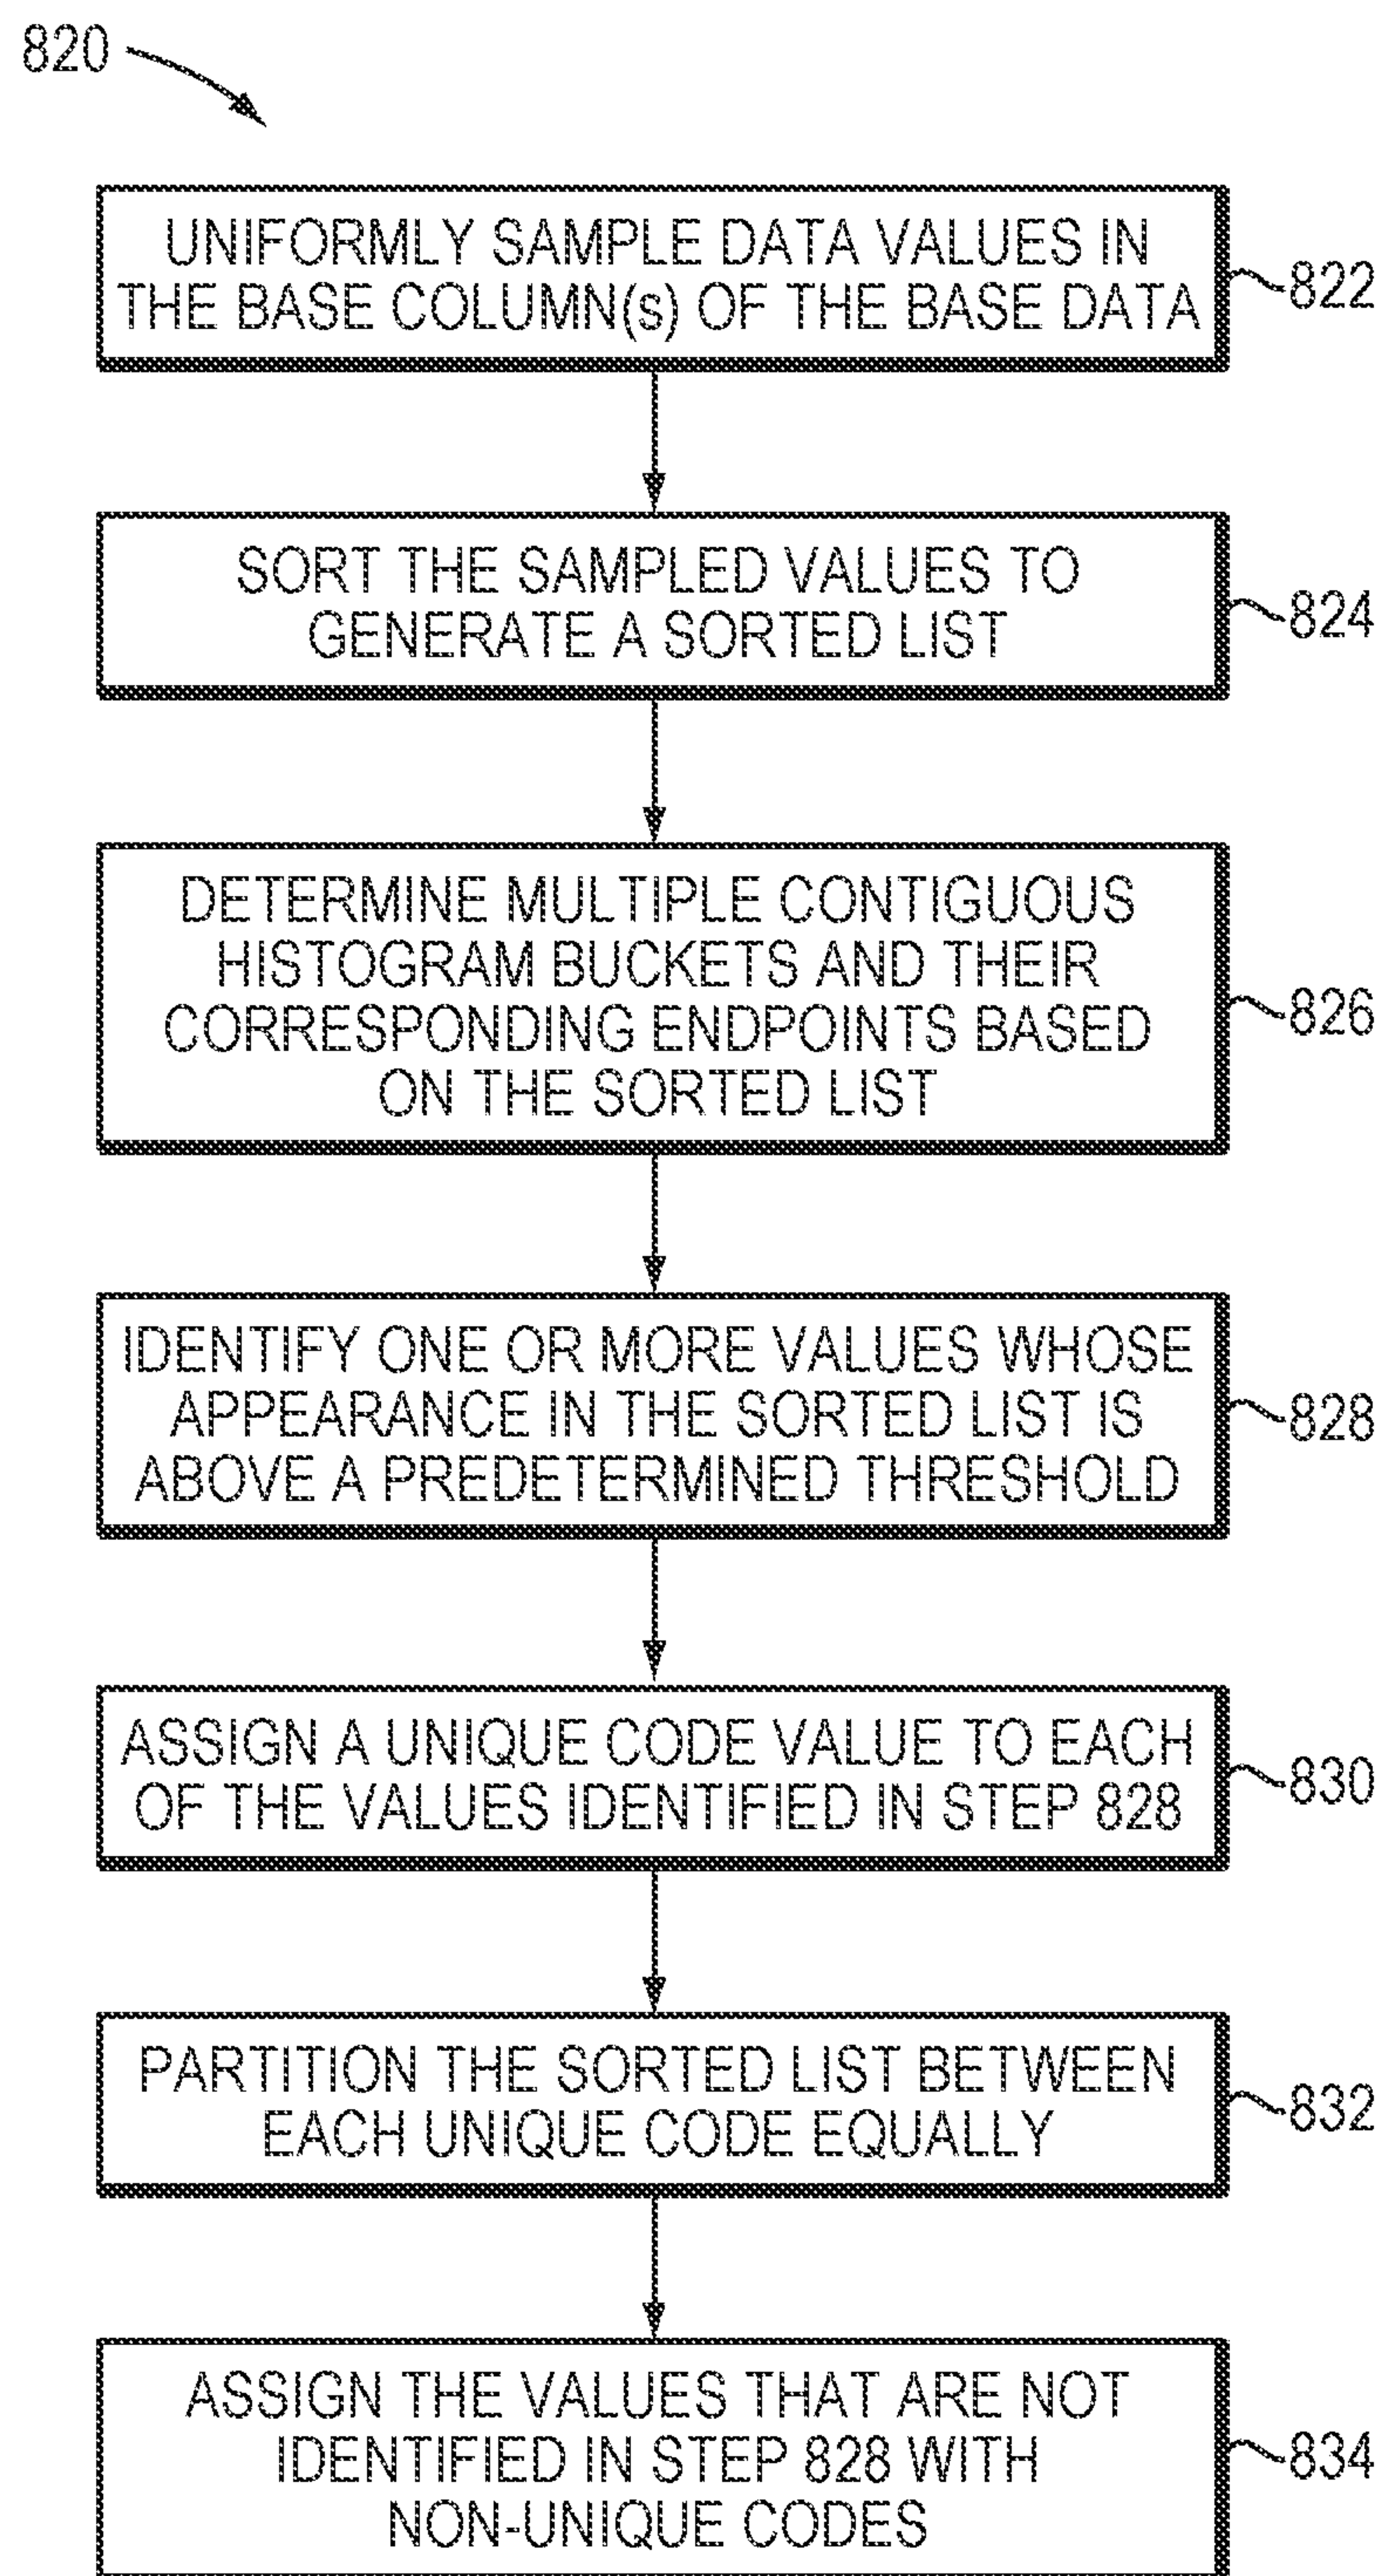 820
UNIFORMLY SAMPLE DATA VALUES IN
THE BASE COLUMN(s) OF THE BASE DATA
822
SORT THE SAMPLED VALUES TO
GENERATE A SORTED LIST
824
DETERMINE MULTIPLE CONTIGUOUS
HISTOGRAM BUCKETS AND THEIR
CORRESPONDING ENDPOINTS BASED
ON THE SORTED LIST
826
IDENTIFY ONE OR MORE VALUES WHOSE
APPEARANCE IN THE SORTED LIST IS
ABOVE A PREDETERMINED THRESHOLD
828
ASSIGN A UNIQUE CODE VALUE TO EACH
OF THE VALUES IDENTIFIED IN STEP 828
830
PARTITION THE SORTED LIST BETWEEN
EACH UNIQUE CODE EQUALLY
832
ASSIGN THE VALUES THAT ARE NOT
IDENTIFIED IN STEP 828 WITH
NON-UNIQUE CODES
834